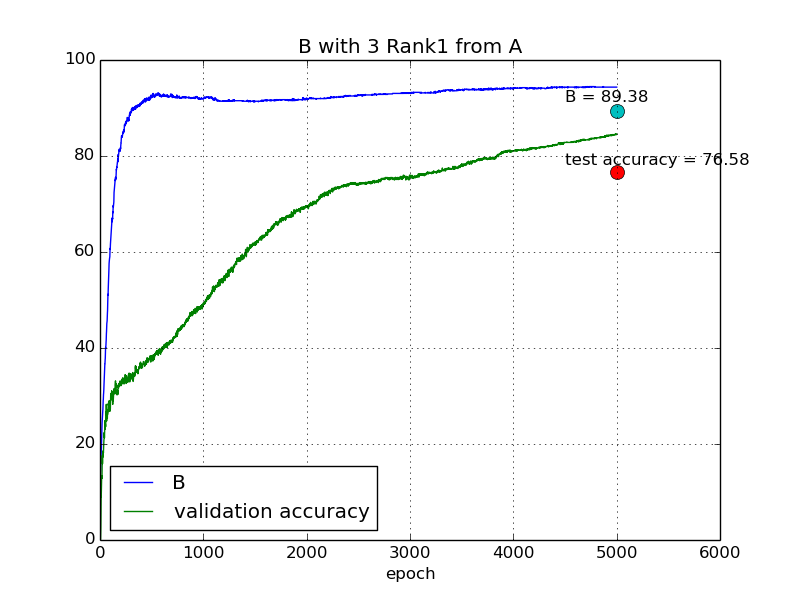 B with 3 Rank1 from A
100
80
60
40
20
0
B = 89.38
test accuracy = 76.58
B
validation accuracy
0 1000 2000 3000 4000 5000 6000
epoch